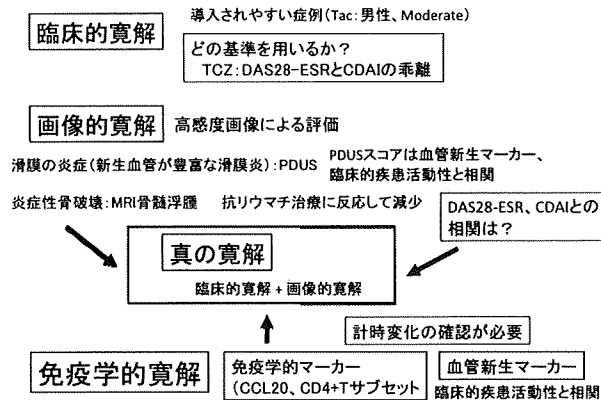 臨床的寛解
導入されやすい症例(Tac:男性、Moderate)
どの基準を用いるか?
TCZ:DAS28-ESRとCDAIの乖離
画像的寛解
高感度画像による評価
滑膜の炎症(新生血管が豊富な滑膜炎):PDUS
PDUSスコアは血管新生マーカー、
臨床的疾患活動性と相関
炎症性骨破壊:MRI骨髄浮腫
抗リウマチ治療に反応して減少
DAS28-ESR、CDAIとの
相関は?
真の寛解
臨床的寛解+画像的寛解
計時変化の確認が必要
免疫学的寛解
免疫学的マーカー
(CCL20、CD4+Tサブセット
血管新生マーカー
臨床的疾患活動性と相関